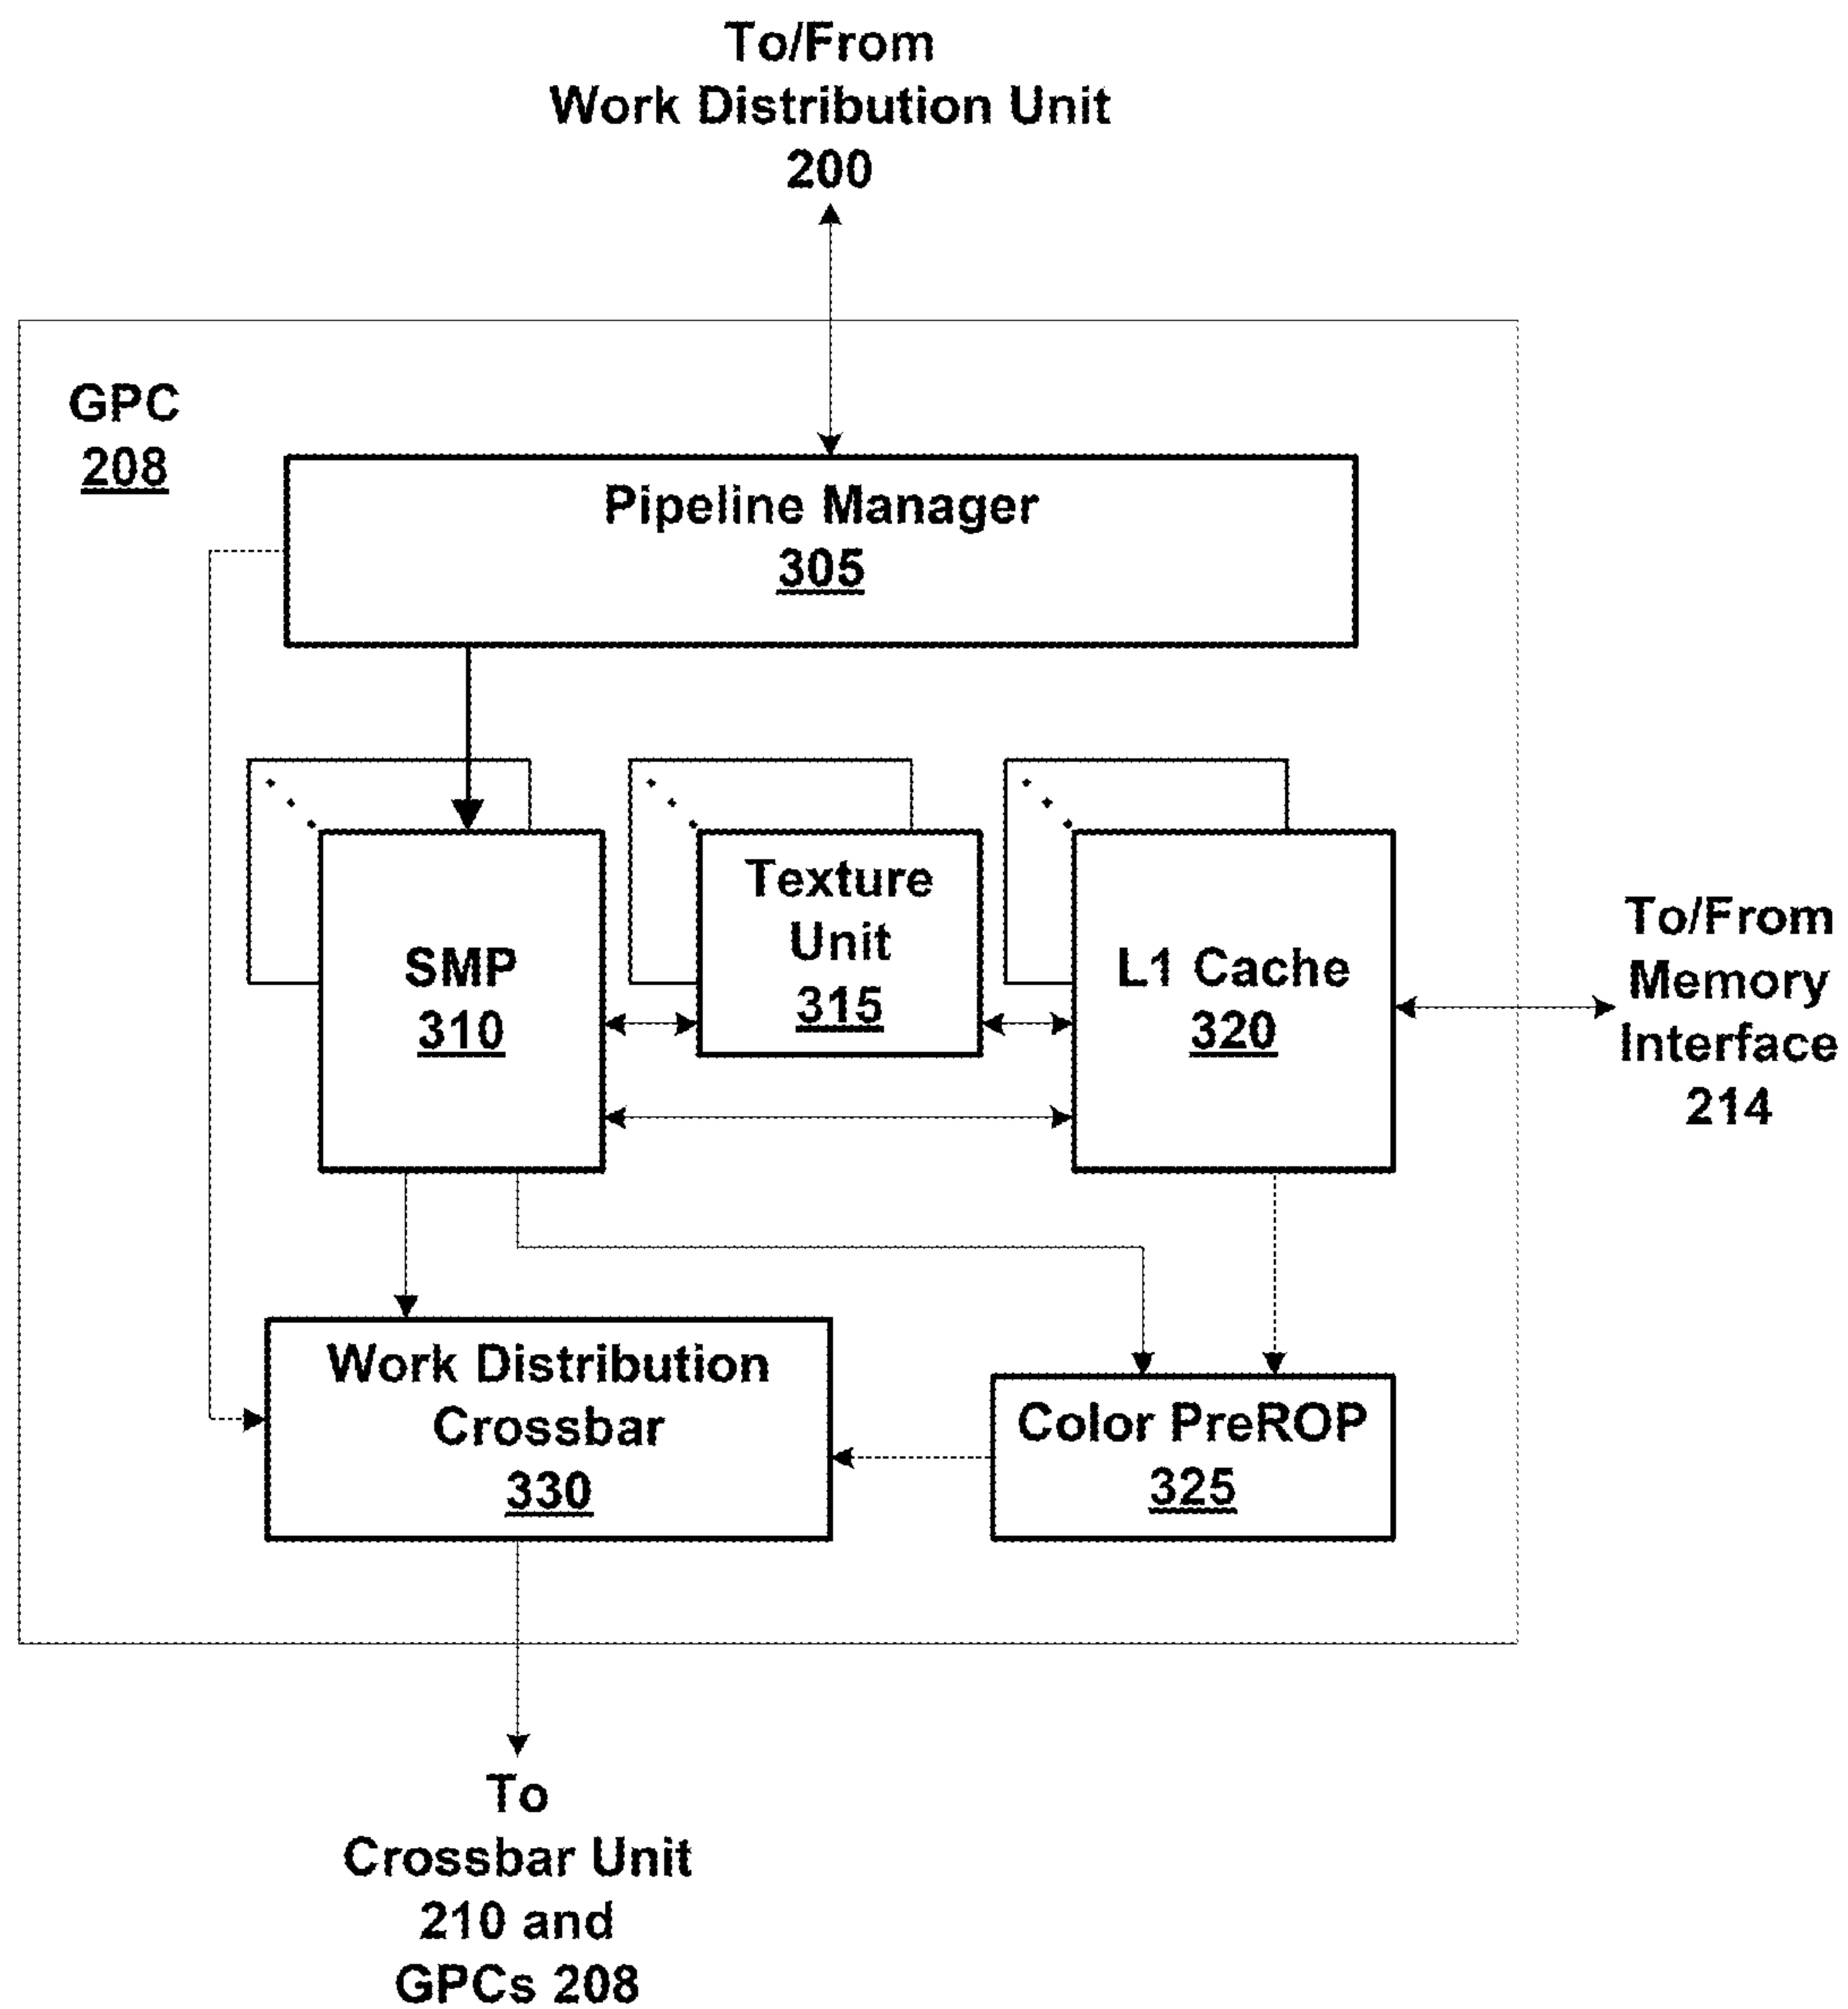 To/From
Work Distribution Unit
200
GPC
208
Pipeline Manager
305
SMP
310
Texture
Unit
315
L1 Cache
320
To/From
Memory
Interface
214
Work Distribution
Crossbar
330
Color PreROP
325
To
Crossbar Unit
210 and
GPCs 208